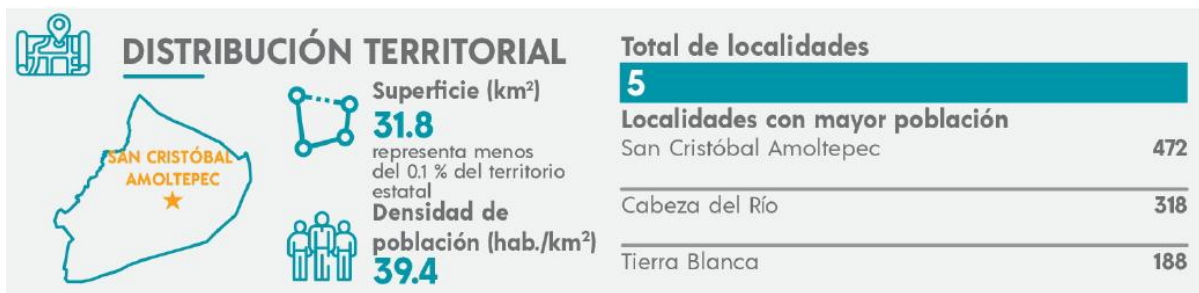 DISTRIBUCIÓN TERRITORIAL
SAN CRISTÓBAL
AMOLTEPEC
Superficie (km²)
31.8
representa menos
del 0.1 % del territorio
estatal
Densidad de
población (hab./km²)
39.4
Total de localidades
5
Localidades con mayor población
San Cristóbal Amoltepec 472
Cabeza del Río 318
Tierra Blanca 188